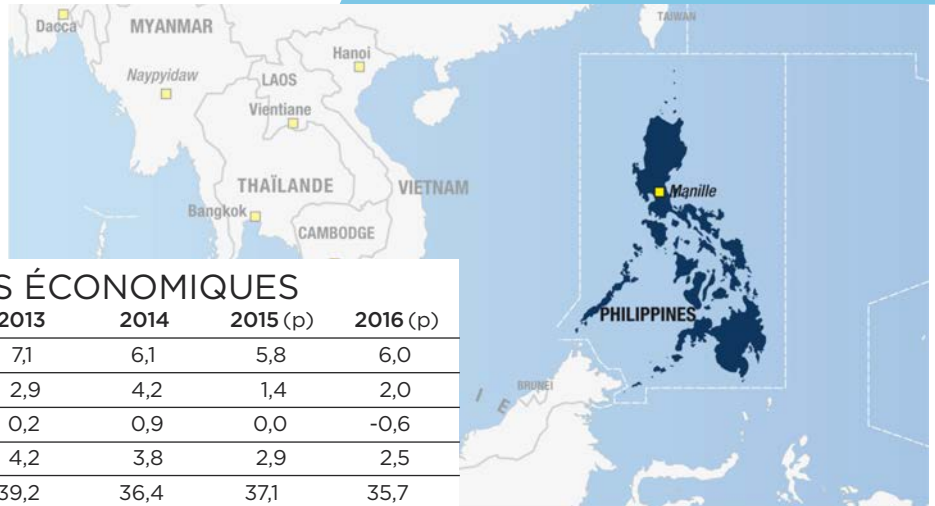 TAIWAN
Dacca
MYANMAR
Hanoi
Naypyidaw
LAOS
Vientiane
THAÏLANDE
VIETNAM
Manille
Bangkok
CAMBODGE
S ÉCONOMIQUES
2013 2014 2015 (p) 2016 (p)
7,1 6,1 5,8 6,0
2,9 4,2 1,4 2,0
0,2 0,9 0,0 -0,6
4,2 3,8 2,9 2,5
39,2 36,4 37,1 35,7
PHILIPPINES
BRUNEI
I E